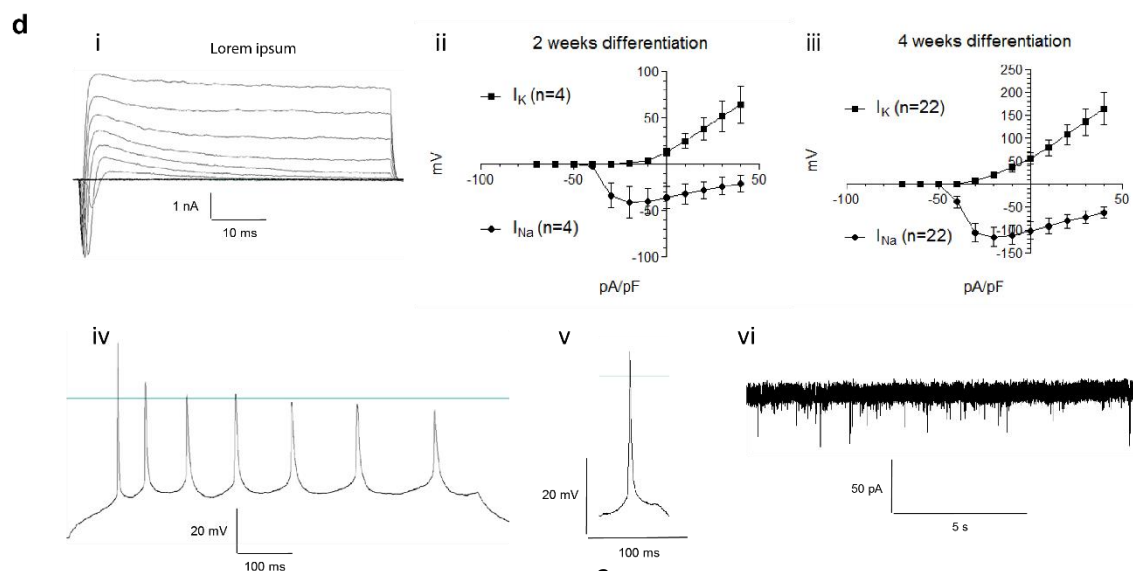 d
i
Lorem ipsum
1 nA
10 ms
ii
2 weeks differentiation
I_K (n=4)
I_Na (n=4)
mV
100
50
-100
-50
50
-50
-100
pA/pF
iii
4 weeks differentiation
I_K (n=22)
I_Na (n=22)
mV
250
200
150
100
50
-100
-50
50
-50
-100
-150
pA/pF
iv
20 mV
100 ms
v
20 mV
100 ms
vi
50 pA
5 s